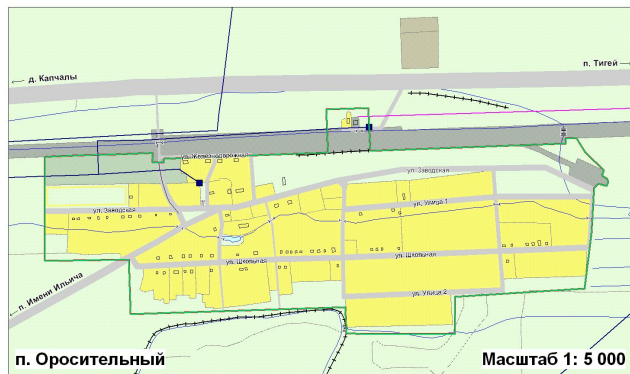 д. Капчалы
п. Тигей
ул. Железнодорожная
ул. Заводская
ул. Заводская
ул. Улица 1
ул. Школьная
ул. Школьная
ул. Улица 2
п. Имени Ильича
п. Оросительный
Масштаб 1: 5 000